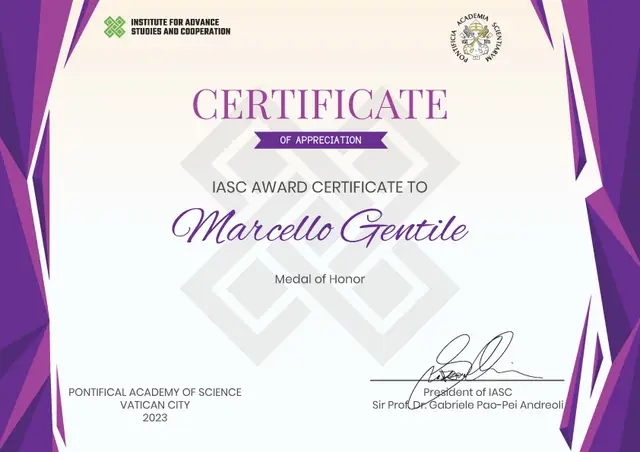 INSTITUTE FOR ADVANCE
STUDIES AND COOPERATION
PONTIFICIA ACADEMIA SCIENTIARVM
CERTIFICATE
OF APPRECIATION
IASC AWARD CERTIFICATE TO
Marcello Gentile
Medal of Honor
PONTIFICAL ACADEMY OF SCIENCE
VATICAN CITY
2023
President of IASC
Sir Prof. Dr. Gabriele Pao-Pei Andreoli